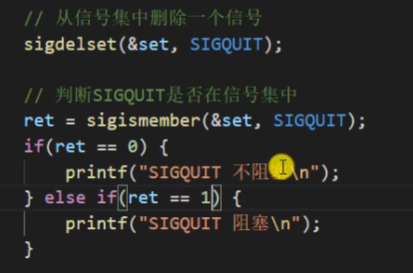 // 从信号集中删除一个信号
sigdelset(&set, SIGQUIT);
// 判断SIGQUIT是否在信号集中
ret = sigismember(&set, SIGQUIT);
if(ret == 0) {
printf("SIGQUIT 不阻 \n");
} else if(ret == 1) {
printf("SIGQUIT 阻塞\n");
}